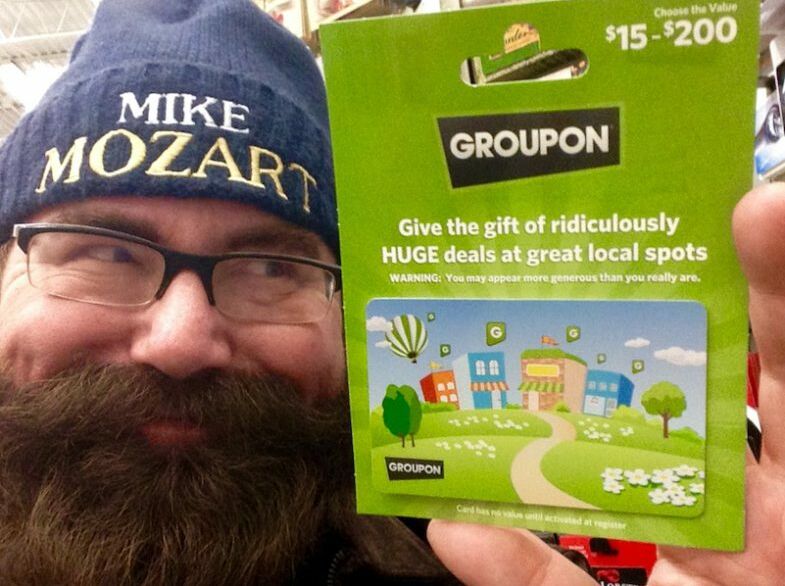 MIKE
MOZART
Choose the Value
$15-$200
GROUPON
Give the gift of ridiculously
HUGE deals at great local spots
WARNING: You may appear more generous than you really are.
G
G
G
G
G
G
GROUPON
Card has no value until activated at register